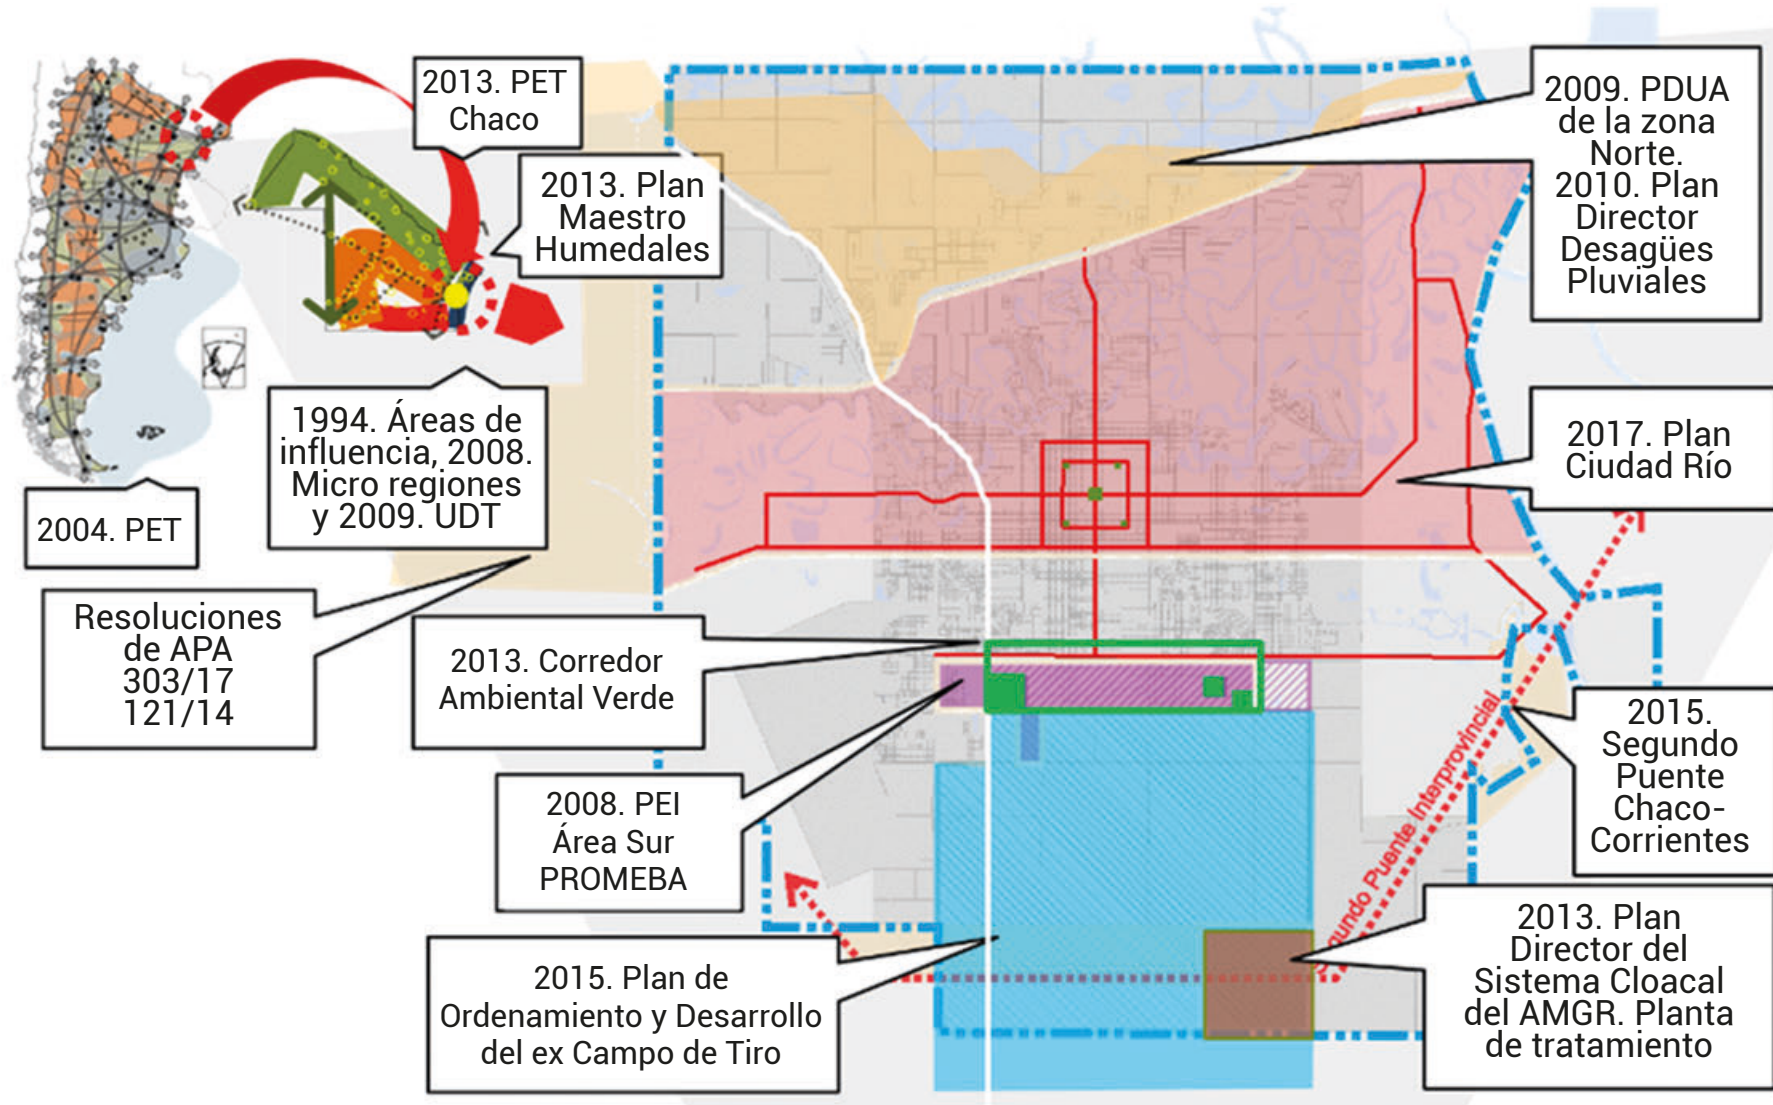 2013. PET
Chaco
2013. Plan
Maestro
Humedales
2009. PDUA
de la zona
Norte.
2010. Plan
Director
Desagües
Pluviales
1994. Áreas de
influencia, 2008.
Micro regiones
y 2009. UDT
2004. PET
2017. Plan
Ciudad Río
Resoluciones
de APA
303/17
121/14
2013. Corredor
Ambiental Verde
2008. PEI
Área Sur
PROMEBA
2015.
Segundo
Puente
Chaco-
Corrientes
Puente Interprovincial
2015. Plan de
Ordenamiento y Desarrollo
del ex Campo de Tiro
2013. Plan
Director del
Sistema Cloacal
del AMGR. Planta
de tratamiento